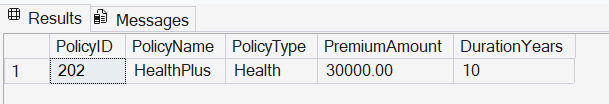 Results Messages
PolicyID PolicyName PolicyType PremiumAmount DurationYears
1 202 HealthPlus Health 30000.00 10